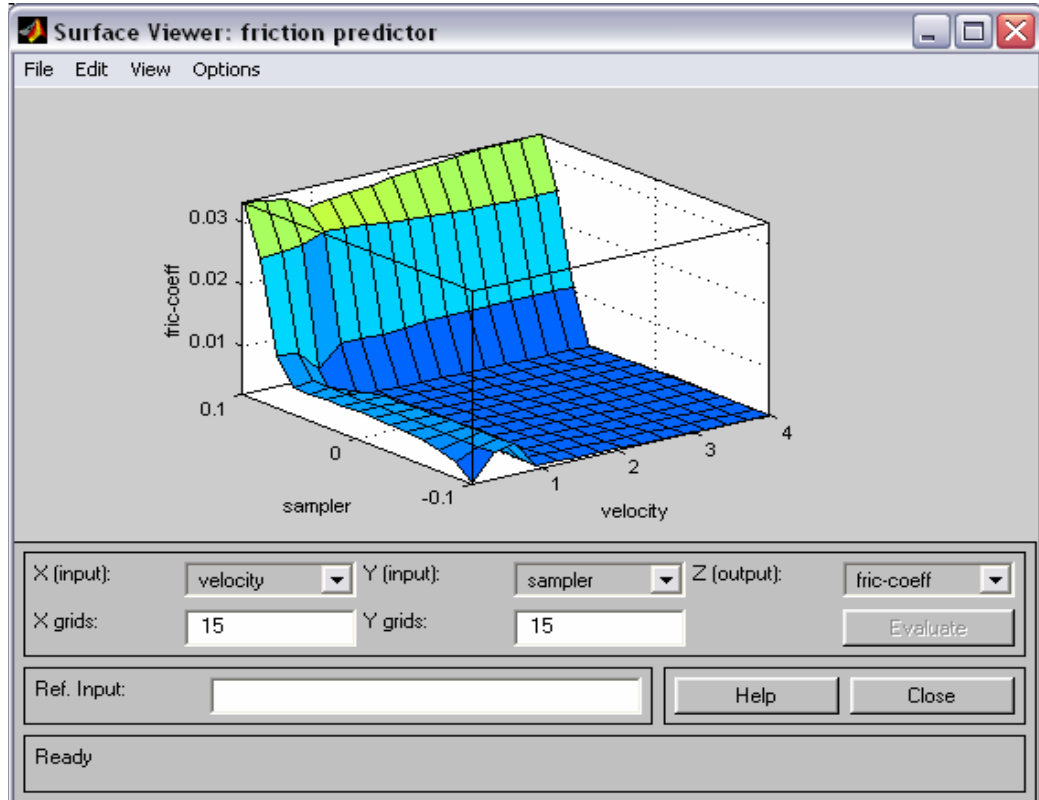 Surface Viewer: friction predictor
File Edit View Options
0.03
0.02
0.01
fric-coeff
0.1
0
-0.1
sampler
1
2
3
4
velocity
X (input): velocity Y (input): sampler Z (output): fric-coeff
X grids: 15 Y grids: 15 Evaluate
Ref. Input: Help Close
Ready